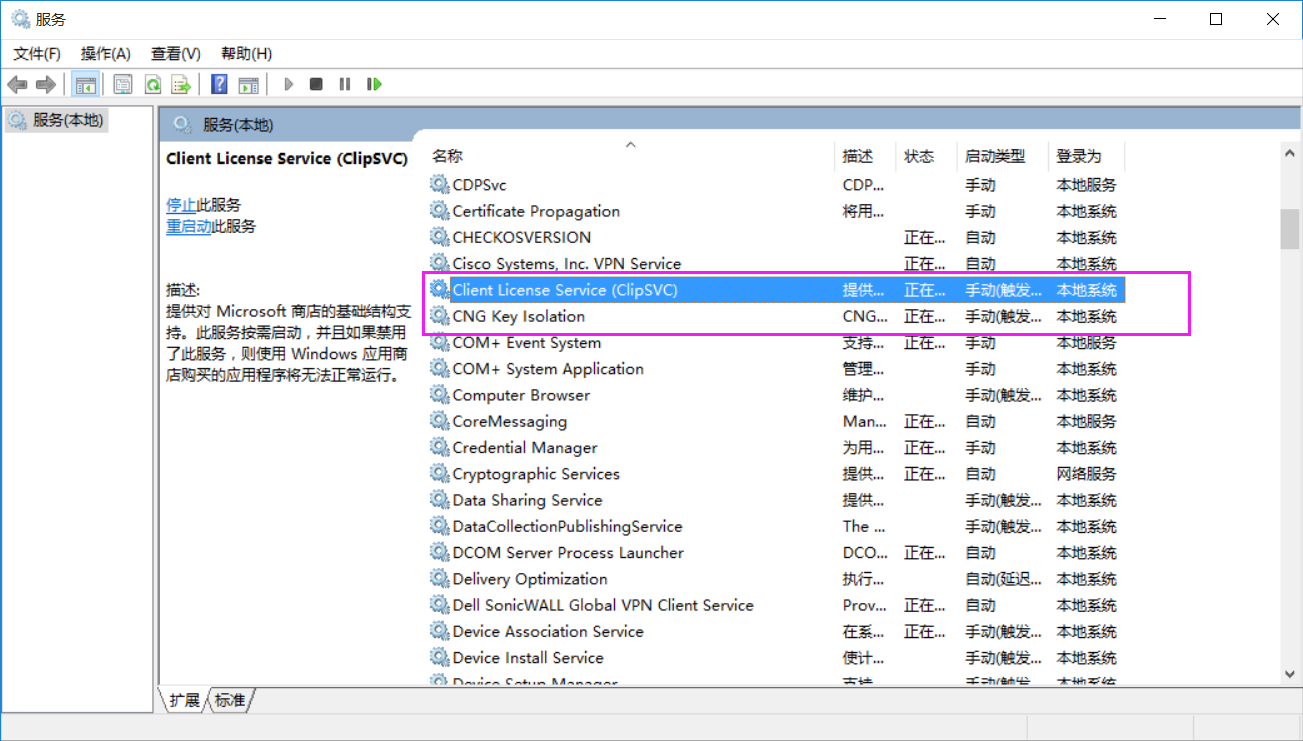 服务
文件(F) 操作(A) 查看(V) 帮助(H)
服务(本地)
服务(本地)
Client License Service (ClipSVC)
停止此服务
重启动此服务
描述:
提供对 Microsoft 商店的基础结构支
持。此服务按需启动，并且如果禁用
了此服务，则使用 Windows 应用商
店购买的应用程序将无法正常运行。
名称 描述 状态 启动类型 登录为
CDPSvc CDP... 手动 本地服务
Certificate Propagation 将用... 手动 本地系统
CHECKOSVERSION 正在... 自动 本地系统
Cisco Systems, Inc. VPN Service 正在... 自动 本地系统
Client License Service (ClipSVC) 提供... 正在... 手动(触发... 本地系统
CNG Key Isolation CNG... 正在... 手动(触发... 本地系统
COM+ Event System 支持... 正在... 手动 本地服务
COM+ System Application 管理... 手动 本地系统
Computer Browser 维护... 手动(触发... 本地系统
CoreMessaging Man... 正在... 自动 本地服务
Credential Manager 为用... 正在... 手动 本地系统
Cryptographic Services 提供... 正在... 自动 网络服务
Data Sharing Service 提供... 手动(触发... 本地系统
DataCollectionPublishingService The ... 手动(触发... 本地系统
DCOM Server Process Launcher DCO... 正在... 自动 本地系统
Delivery Optimization 执行... 自动(延迟... 本地系统
Dell SonicWALL Global VPN Client Service Prov... 正在... 自动 本地系统
Device Association Service 在系... 正在... 手动(触发... 本地系统
Device Install Service 使计... 手动(触发... 本地系统
Device Setup Manager 支持... 手动(触发... 本地系统
扩展 标准